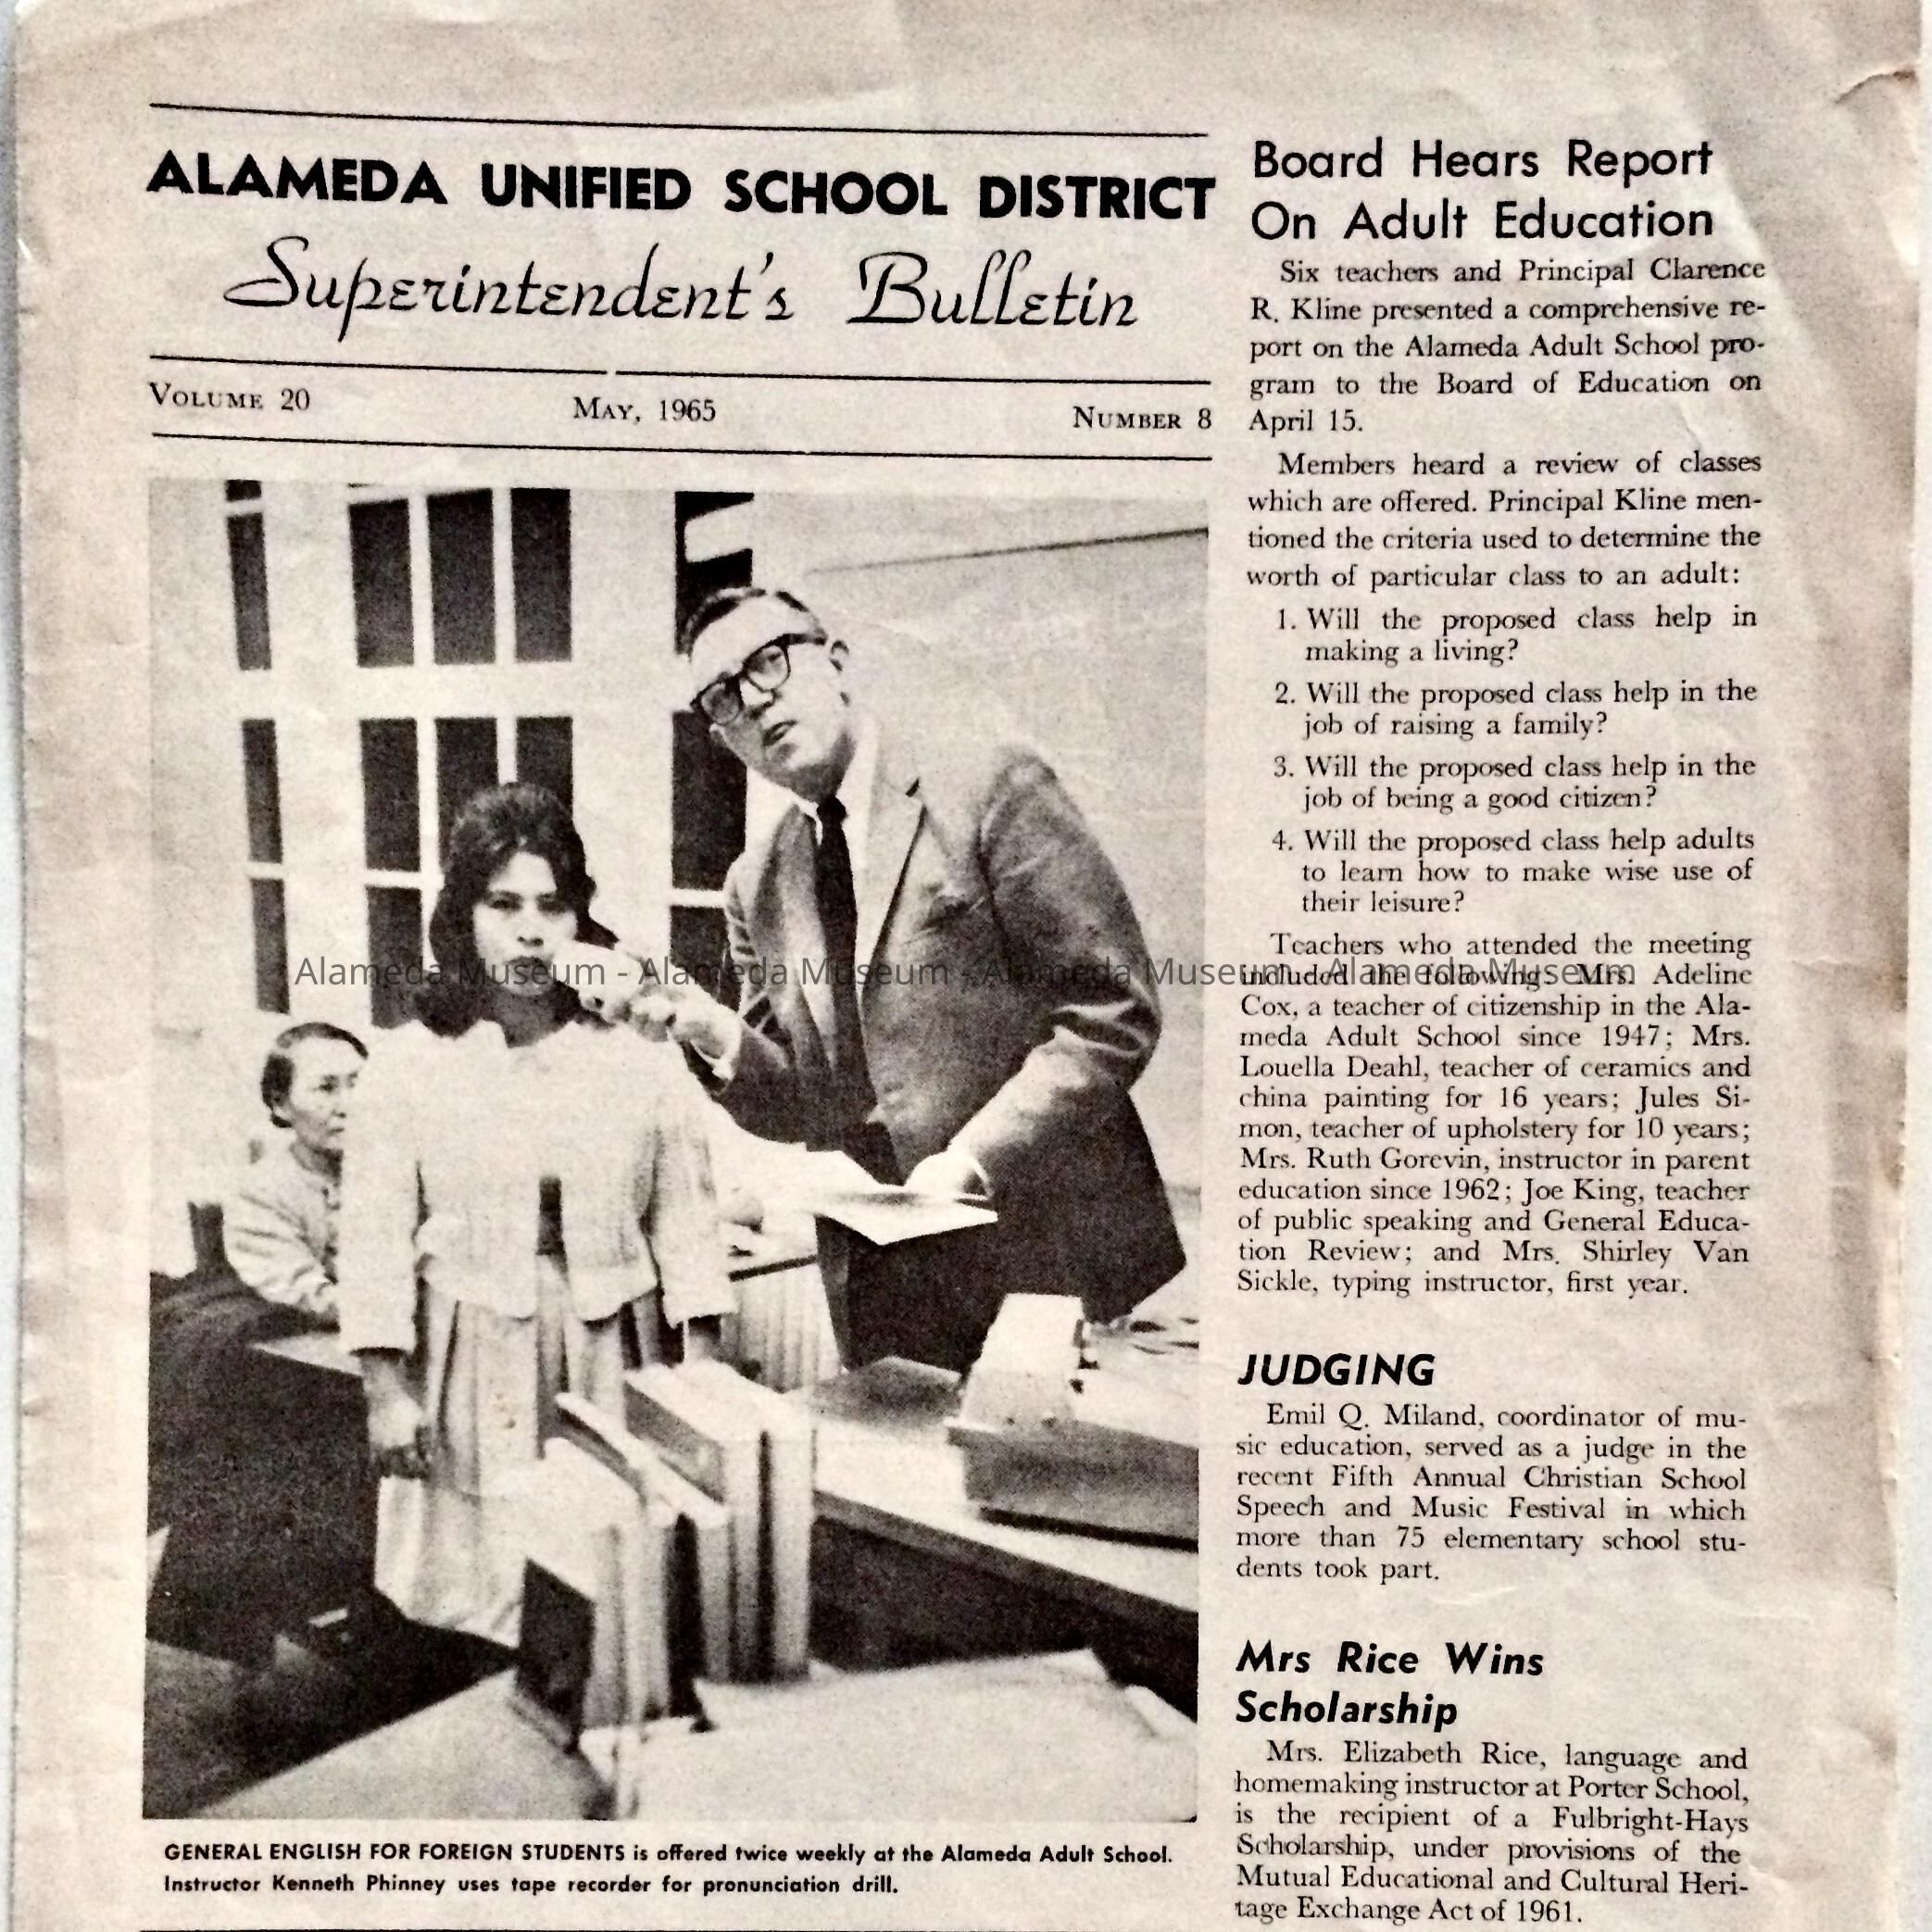 ALAMEDA UNIFIED SCHOOL DISTRICT
Superintendent's Bulletin
VOLUME 20 MAY, 1965 NUMBER 8
GENERAL ENGLISH FOR FOREIGN STUDENTS is offered twice weekly at the Alameda Adult School.
Instructor Kenneth Phinney uses tape recorder for pronunciation drill.
Board Hears Report
On Adult Education
Six teachers and Principal Clarence
R. Kline presented a comprehensive re-
port on the Alameda Adult School pro-
gram to the Board of Education on
April 15.
Members heard a review of classes
which are offered. Principal Kline men-
tioned the criteria used to determine the
worth of particular class to an adult:
1. Will the proposed class help in
making a living?
2. Will the proposed class help in the
job of raising a family?
3. Will the proposed class help in the
job of being a good citizen?
4. Will the proposed class help adults
to learn how to make wise use of
their leisure?
Teachers who attended the meeting
included the following: Mrs. Adeline
Cox, a teacher of citizenship in the Ala-
meda Adult School since 1947; Mrs.
Louella Deahl, teacher of ceramics and
china painting for 16 years; Jules Si-
mon, teacher of upholstery for 10 years;
Mrs. Ruth Gorevin, instructor in parent
education since 1962; Joe King, teacher
of public speaking and General Educa-
tion Review; and Mrs. Shirley Van
Sickle, typing instructor, first year.
JUDGING
Emil Q. Miland, coordinator of mu-
sic education, served as a judge in the
recent Fifth Annual Christian School
Speech and Music Festival in which
more than 75 elementary school stu-
dents took part.
Mrs Rice Wins
Scholarship
Mrs. Elizabeth Rice, language and
homemaking instructor at Porter School,
is the recipient of a Fulbright-Hays
Scholarship, under provisions of the
Mutual Educational and Cultural Heri-
tage Exchange Act of 1961.
Alameda Museum - Alameda Museum - Alameda Museum - Alameda Museum